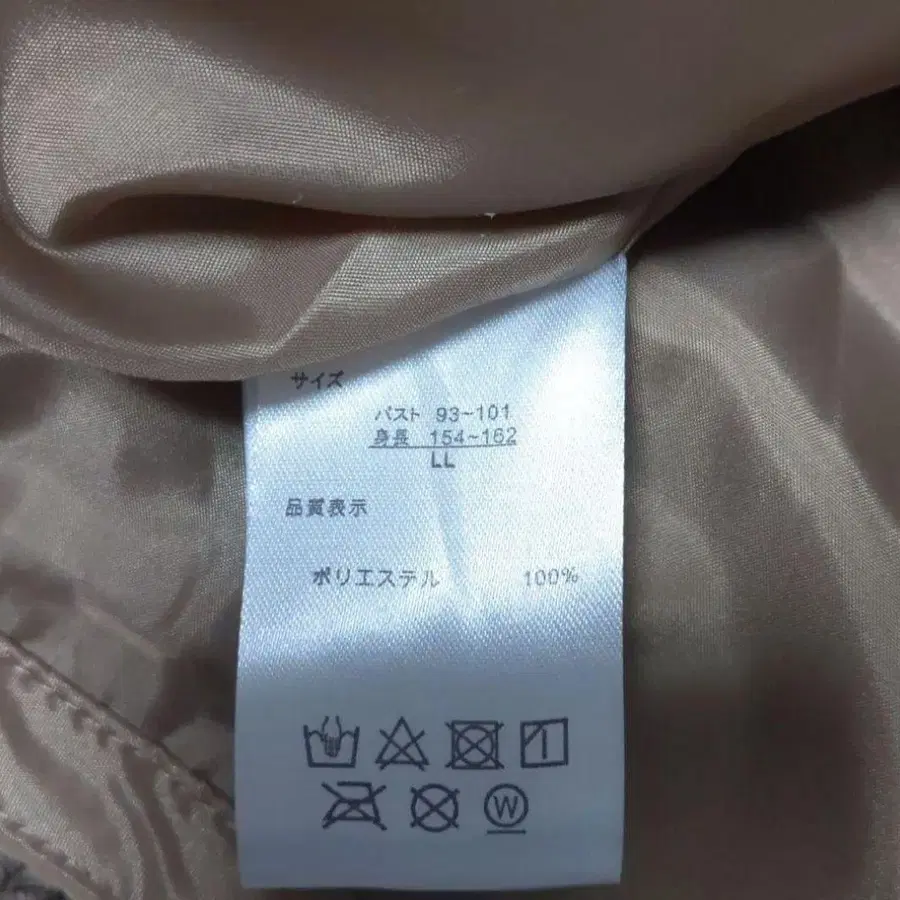 サイズ
バスト 93~101
身長 154~162
LL
品質表示
ポリエステル 100%
W